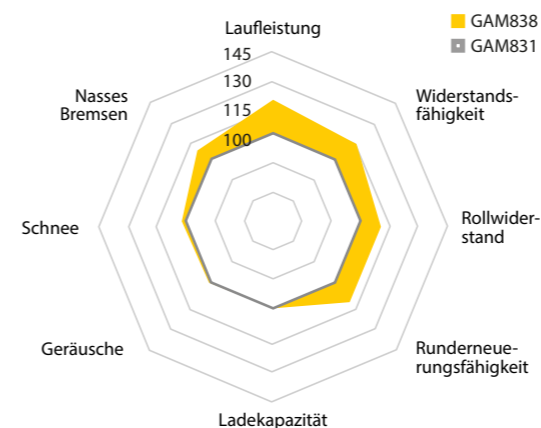 GAM838
GAM831
Laufleistung
145
130
115
100
Widerstands-
fähigkeit
Rollwider-
stand
Runderneue-
rungsfähigkeit
Ladekapazität
Geräusche
Schnee
Nasses
Bremsen